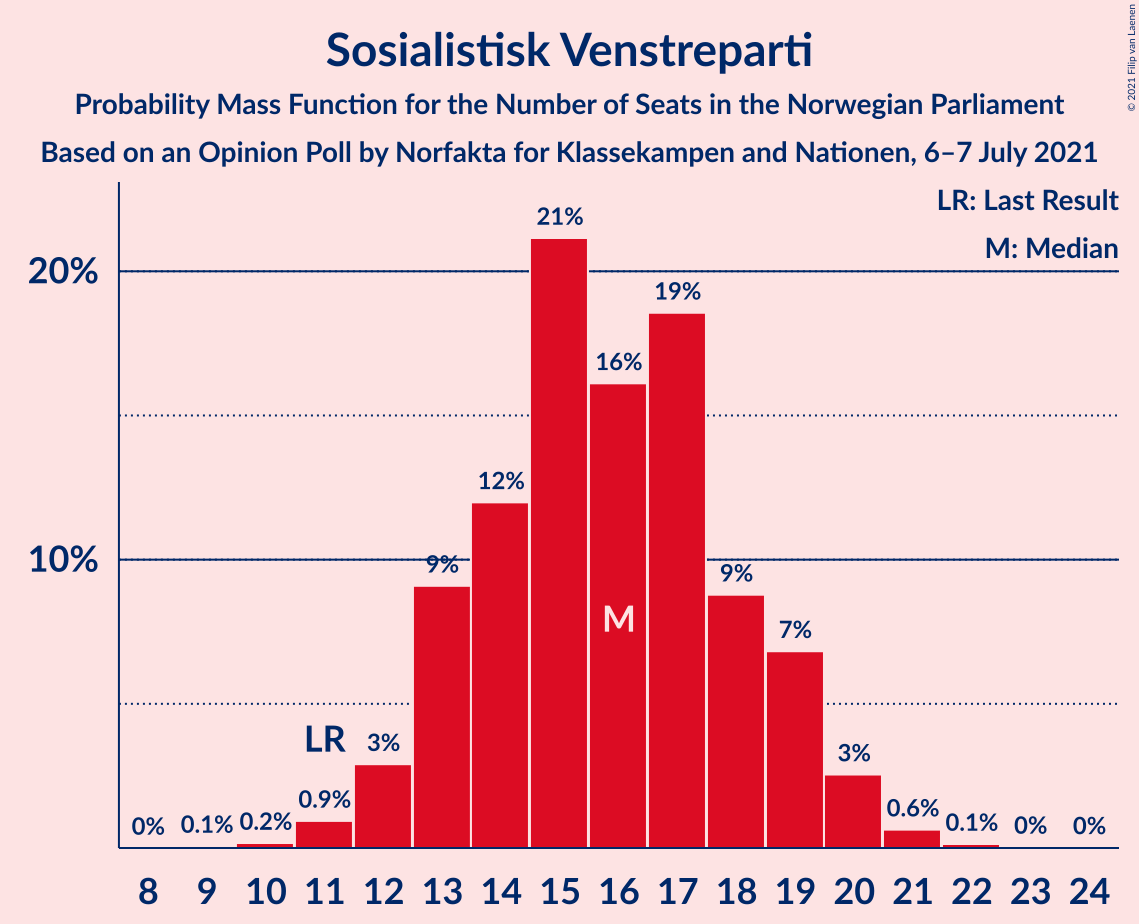 © 2021 Filip van Laenen
Sosialistisk Venstreparti
Probability Mass Function for the Number of Seats in the Norwegian Parliament
Based on an Opinion Poll by Norfakta for Klassekampen and Nationen, 6–7 July 2021
LR: Last Result
M: Median
20%
10%
0% 0.1% 0.2% 0.9% 3% 9% 12% 21% 16% 19% 9% 7% 3% 0.6% 0.1% 0% 0%
LR
M
8 9 10 11 12 13 14 15 16 17 18 19 20 21 22 23 24